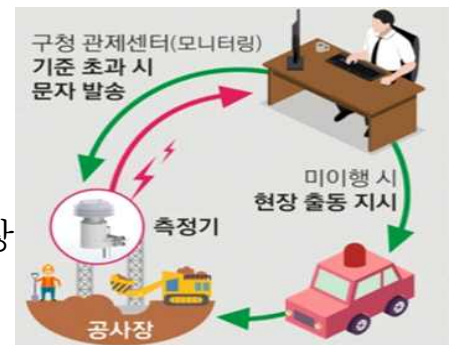 구청 관제센터(모니터링)
기준 초과 시
문자 발송
미이행 시
현장 출동 지시
측정기
공사장